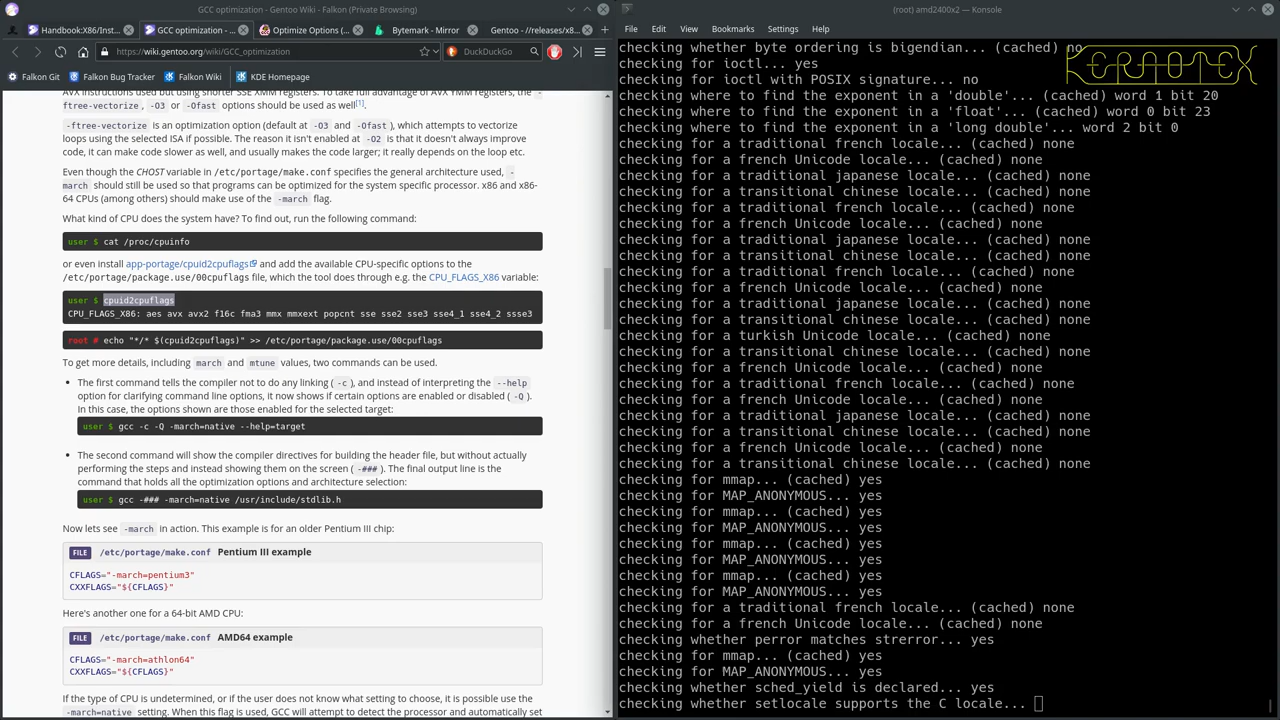 GCC optimization - Gentoo Wiki - Falkon (Private Browsing)
Handbook:X86/Inst...
GCC optimization - ...
Optimize Options (...
Bytemark - Mirror
Gentoo - //releases/x8...
https://wiki.gentoo.org/wiki/GCC_optimization
DuckDuckGo
Falkon Git
Falkon Bug Tracker
Falkon Wiki
KDE Homepage
AVX instructions used but using shorter SSE XMM registers. To take full advantage of AVX YMM registers, the -
ftree-vectorize, -O3 or -Ofast options should be used as well[1].
-ftree-vectorize is an optimization option (default at -O3 and -Ofast), which attempts to vectorize
loops using the selected ISA if possible. The reason it isn't enabled at -O2 is that it doesn't always improve
code, it can make code slower as well, and usually makes the code larger; it really depends on the loop etc.
Even though the CHOST variable in /etc/portage/make.conf specifies the general architecture used, -
march should still be used so that programs can be optimized for the system specific processor. x86 and x86-
64 CPUs (among others) should make use of the -march flag.
What kind of CPU does the system have? To find out, run the following command:
user $ cat /proc/cpuinfo
or even install app-portage/cpuid2cpuflags and add the available CPU-specific options to the
/etc/portage/package.use/00cpuflags file, which the tool does through e.g. the CPU_FLAGS_X86 variable:
user $ cpuid2cpuflags
CPU_FLAGS_X86: aes avx avx2 f16c fma3 mmx mmxext popcnt sse sse2 sse3 sse4_1 sse4_2 ssse3
root # echo "*/* $(cpuid2cpuflags)" >> /etc/portage/package.use/00cpuflags
To get more details, including march and mtune values, two commands can be used.
The first command tells the compiler not to do any linking (-c), and instead of interpreting the --help
option for clarifying command line options, it now shows if certain options are enabled or disabled (-Q).
In this case, the options shown are those enabled for the selected target:
user $ gcc -c -Q -march=native --help=target
The second command will show the compiler directives for building the header file, but without actually
performing the steps and instead showing them on the screen (-###). The final output line is the
command that holds all the optimization options and architecture selection:
user $ gcc -### -march=native /usr/include/stdlib.h
Now lets see -march in action. This example is for an older Pentium III chip:
FILE /etc/portage/make.conf Pentium III example
CFLAGS="-march=pentium3"
CXXFLAGS="${CFLAGS}"
Here's another one for a 64-bit AMD CPU:
FILE /etc/portage/make.conf AMD64 example
CFLAGS="-march=athlon64"
CXXFLAGS="${CFLAGS}"
If the type of CPU is undetermined, or if the user does not know what setting to choose, it is possible use the
-march=native setting. When this flag is used, GCC will attempt to detect the processor and automatically set
(root) amd2400x2 — Konsole
File Edit View Bookmarks Settings Help
KEAOTEX
checking whether byte ordering is bigendian... (cached) no
checking for ioctl... yes
checking for ioctl with POSIX signature... no
checking where to find the exponent in a 'double'... (cached) word 1 bit 20
checking where to find the exponent in a 'float'... (cached) word 0 bit 23
checking where to find the exponent in a 'long double'... word 2 bit 0
checking for a traditional french locale... (cached) none
checking for a french Unicode locale... (cached) none
checking for a traditional japanese locale... (cached) none
checking for a transitional chinese locale... (cached) none
checking for a traditional french locale... (cached) none
checking for a french Unicode locale... (cached) none
checking for a traditional japanese locale... (cached) none
checking for a transitional chinese locale... (cached) none
checking for a traditional french locale... (cached) none
checking for a french Unicode locale... (cached) none
checking for a traditional japanese locale... (cached) none
checking for a transitional chinese locale... (cached) none
checking for a turkish Unicode locale... (cached) none
checking for a transitional chinese locale... (cached) none
checking for a french Unicode locale... (cached) none
checking for a traditional french locale... (cached) none
checking for a french Unicode locale... (cached) none
checking for a traditional japanese locale... (cached) none
checking for a transitional chinese locale... (cached) none
checking for a french Unicode locale... (cached) none
checking for a transitional chinese locale... (cached) none
checking for mmap... (cached) yes
checking for MAP_ANONYMOUS... yes
checking for mmap... (cached) yes
checking for MAP_ANONYMOUS... yes
checking for mmap... (cached) yes
checking for MAP_ANONYMOUS... yes
checking for mmap... (cached) yes
checking for MAP_ANONYMOUS... yes
checking for a traditional french locale... (cached) none
checking for a french Unicode locale... (cached) none
checking whether perror matches strerror... yes
checking for mmap... (cached) yes
checking for MAP_ANONYMOUS... yes
checking whether sched_yield is declared... yes
checking whether setlocale supports the C locale...